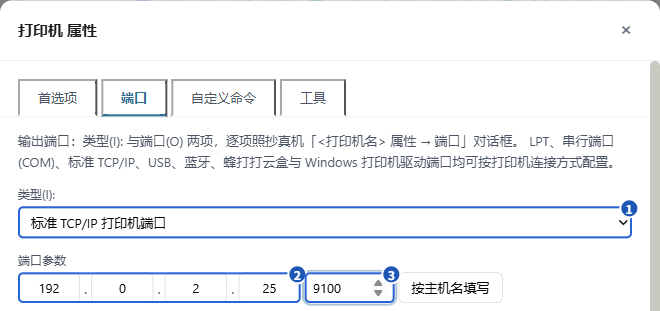 打印机 属性
×
首选项 端口 自定义命令 工具
输出端口：类型(I): 与端口(O) 两项，逐项照抄真机「<打印机名> 属性 → 端口」对话框。 LPT、串行端口
(COM)、标准 TCP/IP、USB、蓝牙、蜂打打云盒与 Windows 打印机驱动端口均可按打印机连接方式配置。
类型(I):
1
标准 TCP/IP 打印机端口
端口参数
2 3
192 . 0 . 2 . 25 9100 按主机名填写